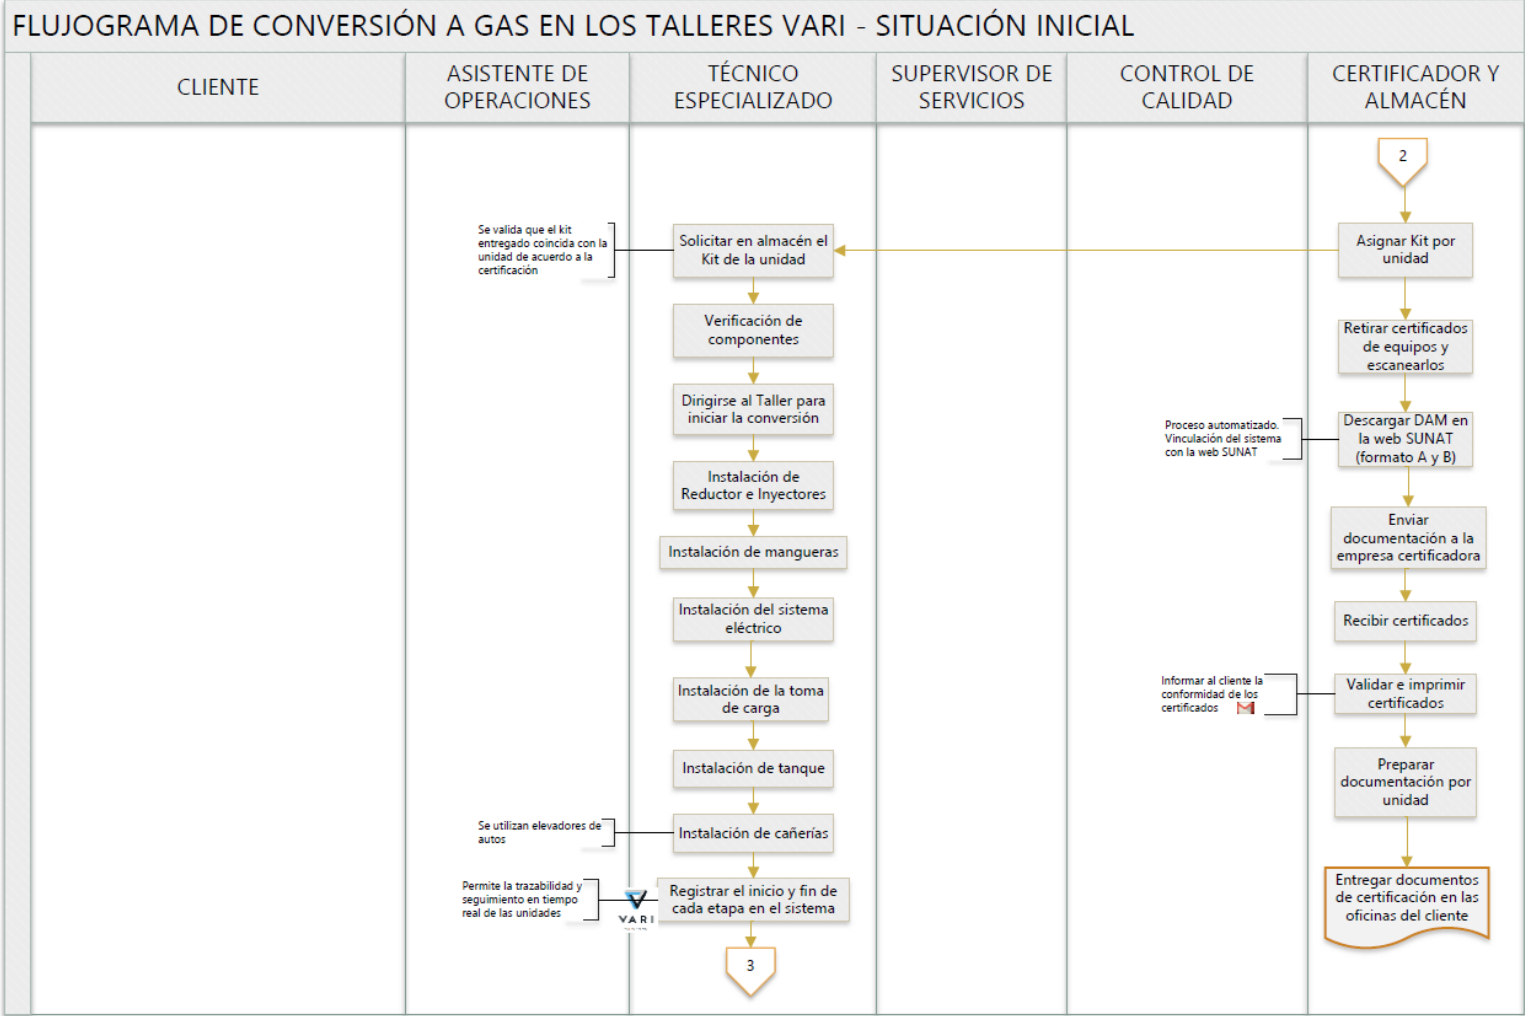 FLUJOGRAMA DE CONVERSIÓN A GAS EN LOS TALLERES VARI - SITUACIÓN INICIAL
CLIENTE
ASISTENTE DE
OPERACIONES
TÉCNICO
ESPECIALIZADO
SUPERVISOR DE
SERVICIOS
CONTROL DE
CALIDAD
CERTIFICADOR Y
ALMACÉN
Se valida que el kit
entregado coincida con la
unidad de acuerdo a la
certificación
Se utilizan elevadores de
autos
Permite la trazabilidad y
seguimiento en tiempo
real de las unidades
VARI
Solicitar en almacén el
Kit de la unidad
Verificación de
componentes
Dirigirse al Taller para
iniciar la conversión
Instalación de
Reductor e Inyectores
Instalación de mangueras
Instalación del sistema
eléctrico
Instalación de la toma
de carga
Instalación de tanque
Instalación de cañerías
Registrar el inicio y fin de
cada etapa en el sistema
3
Proceso automatizado.
Vinculación del sistema
con la web SUNAT
Informar al cliente la
conformidad de los
certificados
2
Asignar Kit por
unidad
Retirar certificados
de equipos y
escanearlos
Descargar DAM en
la web SUNAT
(formato A y B)
Enviar
documentación a la
empresa certificadora
Recibir certificados
Validar e imprimir
certificados
Preparar
documentación por
unidad
Entregar documentos
de certificación en las
oficinas del cliente